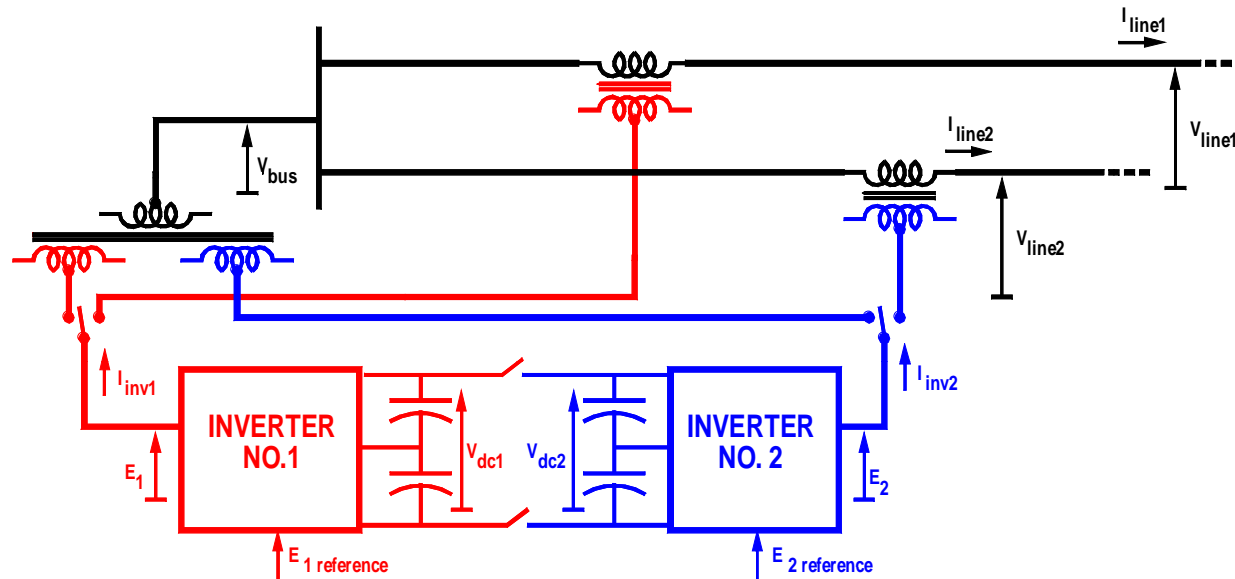 I line1
I line2
V line1
V bus
V line2
I inv1
I inv2
INVERTER
NO.1
V dc1
V dc2
INVERTER
NO. 2
E 1
E 2
E 1 reference
E 2 reference